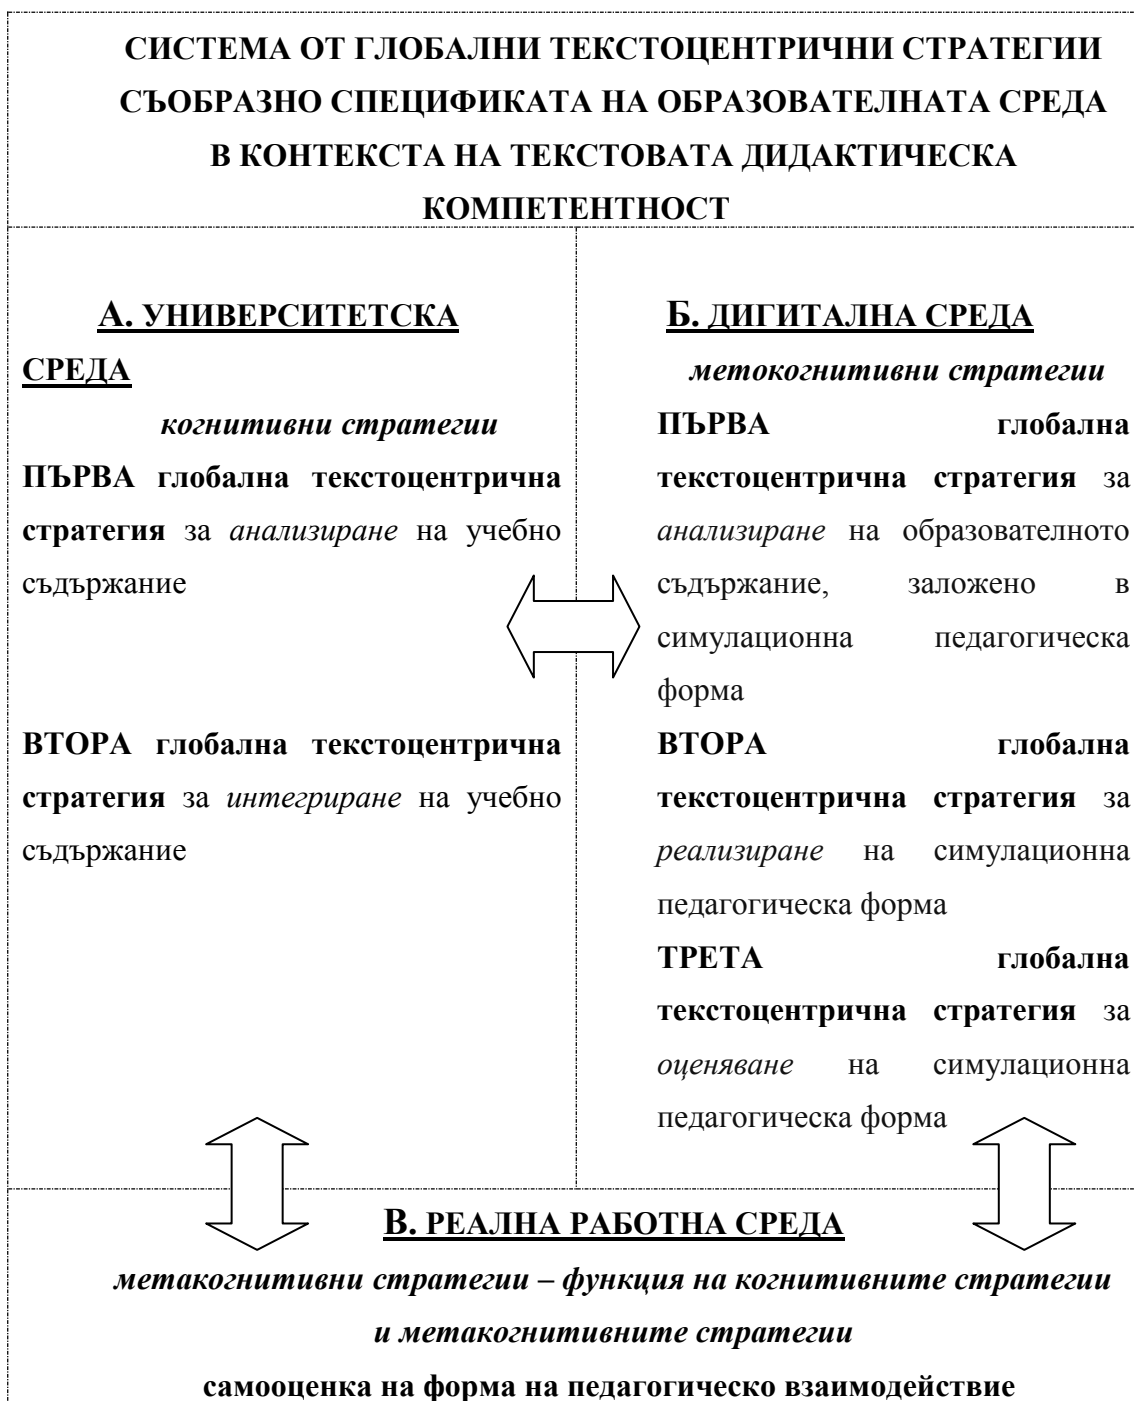 СИСТЕМА ОТ ГЛОБАЛНИ ТЕКСТОЦЕНТРИЧНИ СТРАТЕГИИ
СЪОБРАЗНО СПЕЦИФИКАТА НА ОБРАЗОВАТЕЛНАТА СРЕДА
В КОНТЕКСТА НА ТЕКСТОВАТА ДИДАКТИЧЕСКА
КОМПЕТЕНТНОСТ
А. УНИВЕРСИТЕТСКА
СРЕДА
когнитивни стратегии
ПЪРВА глобална текстоцентрична
стратегия за анализиране на учебно
съдържание
ВТОРА глобална текстоцентрична
стратегия за интегриране на учебно
съдържание
Б. ДИГИТАЛНА СРЕДА
метокогнитивни стратегии
ПЪРВА глобална
текстоцентрична стратегия за
анализиране на образователното
съдържание, заложено в
симулационна педагогическа
форма
ВТОРА глобална
текстоцентрична стратегия за
реализиране на симулационна
педагогическа форма
ТРЕТА глобална
текстоцентрична стратегия за
оценяване на симулационна
педагогическа форма
В. РЕАЛНА РАБОТНА СРЕДА
метакогнитивни стратегии – функция на когнитивните стратегии
и метакогнитивните стратегии
самооценка на форма на педагогическо взаимодействие